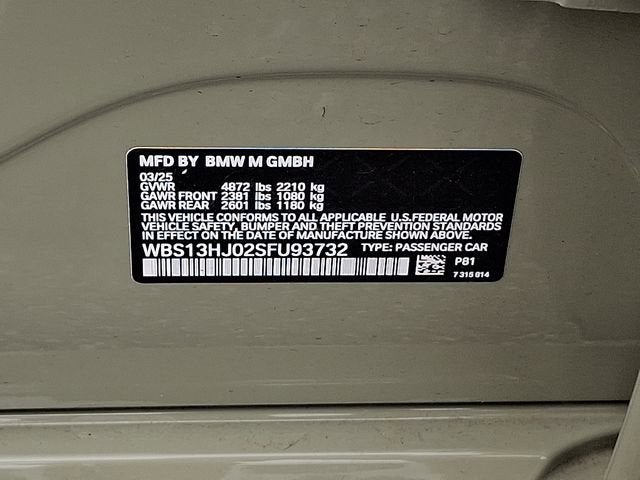 MFD BY BMW M GMBH
03/25
GVWR 4872 lbs 2210 kg
GAWR FRONT 2381 lbs 1080 kg
GAWR REAR 2601 lbs 1180 kg
THIS VEHICLE CONFORMS TO ALL APPLICABLE U.S.FEDERAL MOTOR
VEHICLE SAFETY, BUMPER, AND THEFT PREVENTION STANDARDS
IN EFFECT ON THE DATE OF MANUFACTURE SHOWN ABOVE.
WBS13HJ02SFU93732 TYPE: PASSENGER CAR
P81
7 315 814